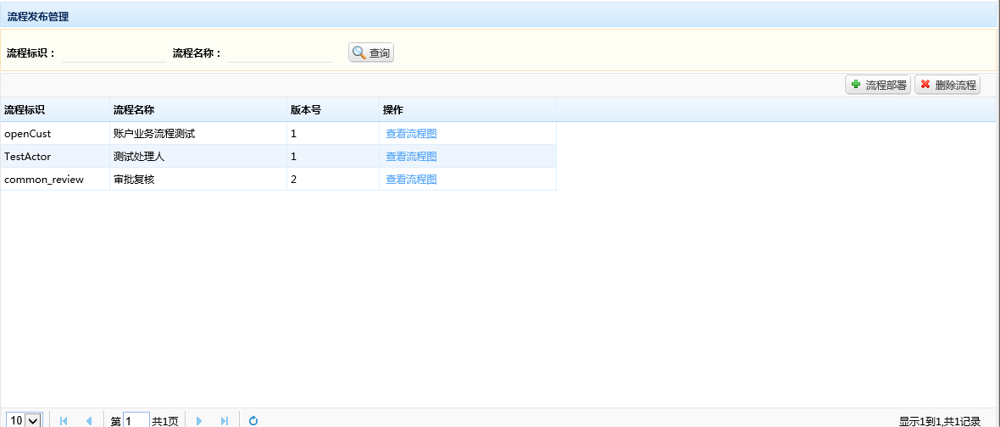 流程发布管理
流程标识： 流程名称： 查询
流程部署 删除流程
流程标识 流程名称 版本号 操作
openCust 账户业务流程测试 1 查看流程图
TestActor 测试处理人 1 查看流程图
common_review 审批复核 2 查看流程图
10 第 1 共1页 显示1到1,共1记录